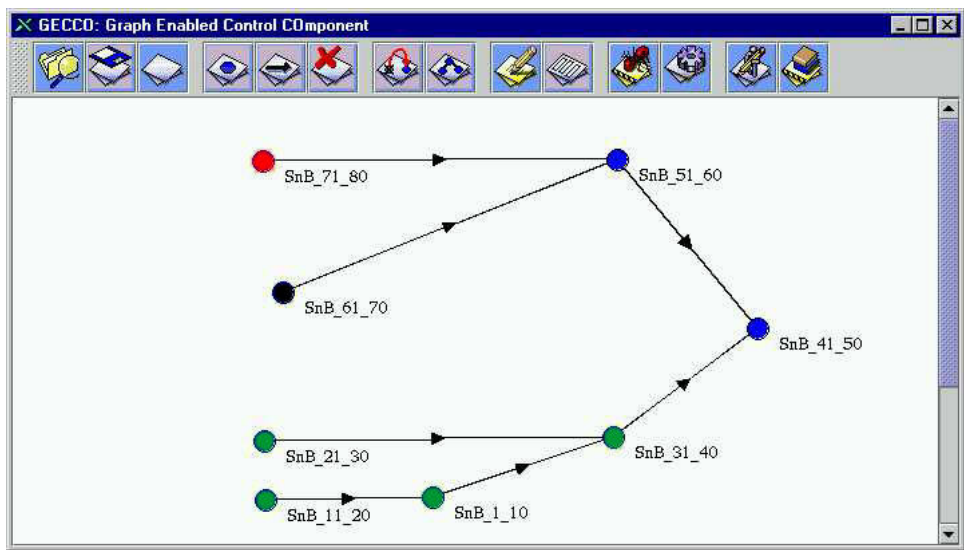 GECCO: Graph Enabled Control COmponent
SnB_71_80
SnB_51_60
SnB_61_70
SnB_41_50
SnB_21_30
SnB_31_40
SnB_11_20
SnB_1_10